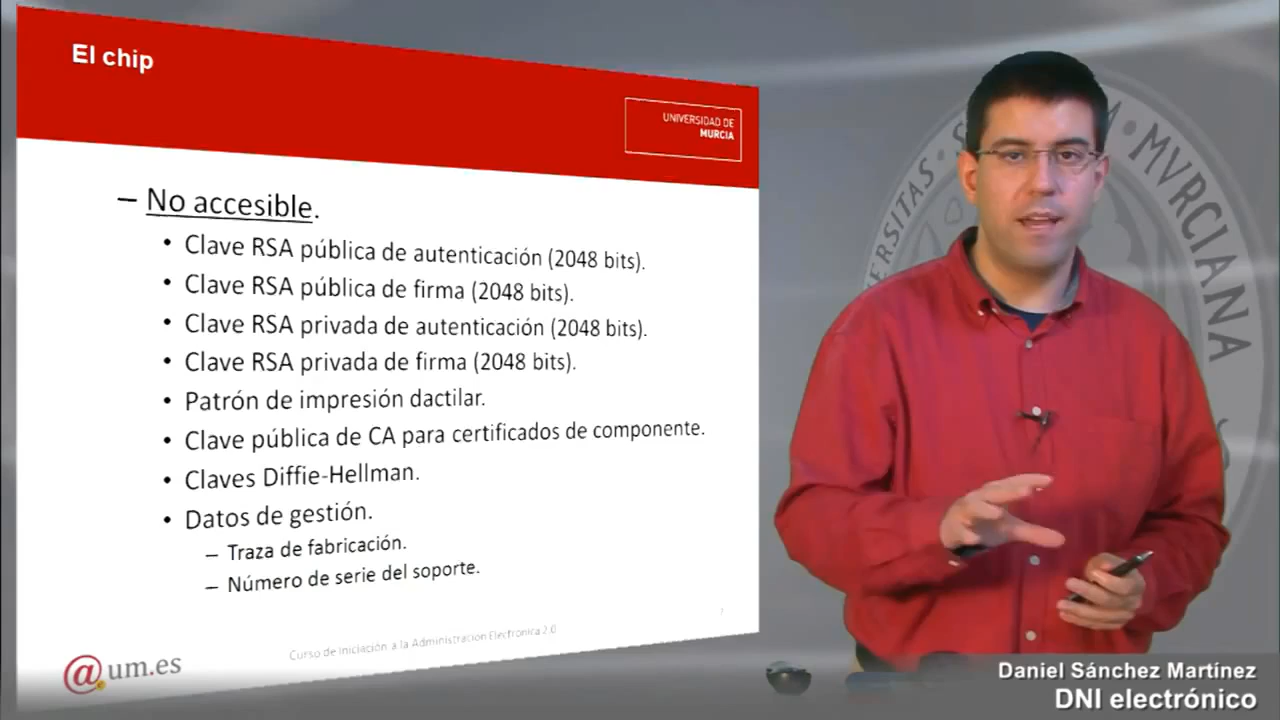 El chip
UNIVERSIDAD DE
MURCIA
– No accesible.
• Clave RSA pública de autenticación (2048 bits).
• Clave RSA pública de firma (2048 bits).
• Clave RSA privada de autenticación (2048 bits).
• Clave RSA privada de firma (2048 bits).
• Patrón de impresión dactilar.
• Clave pública de CA para certificados de componente.
• Claves Diffie-Hellman.
• Datos de gestión.
– Traza de fabricación.
– Número de serie del soporte.
Curso de Iniciación a la Administración Electrónica 2.0
@um.es
MVRCIANA
Daniel Sánchez Martínez
DNI electrónico